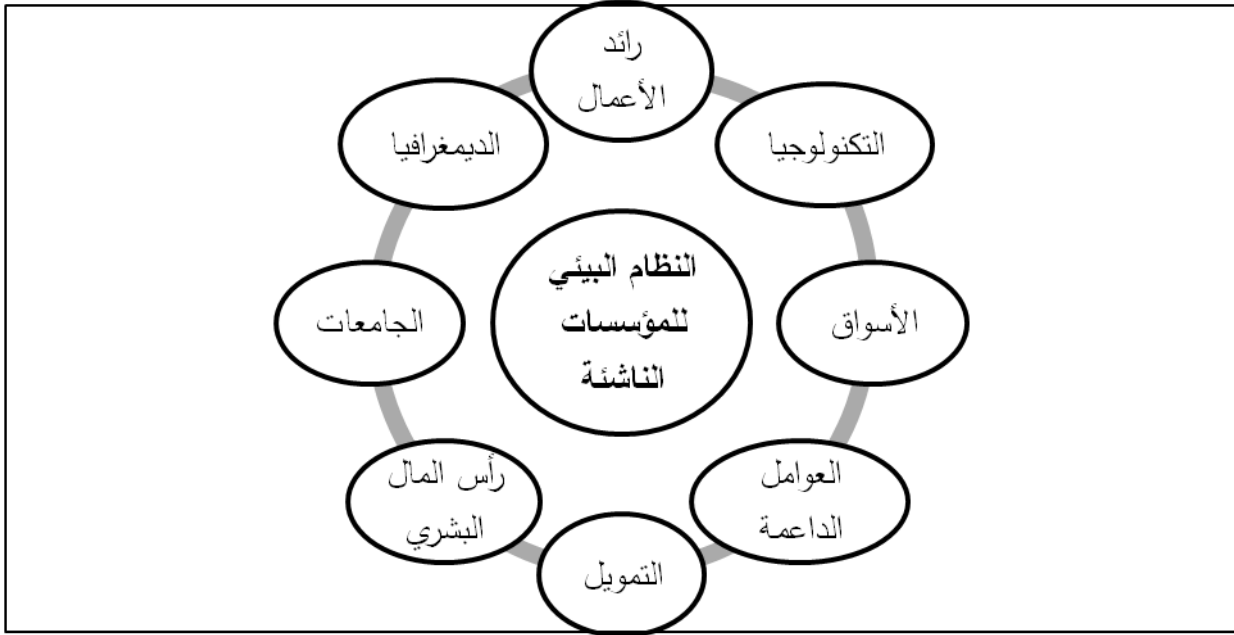 رائد
الأعمال
التكنولوجيا
الأسواق
العوامل
الداعمة
التمويل
رأس المال
البشري
الجامعات
الديمغرافيا
النظام البيئي
للمؤسسات
الناشئة